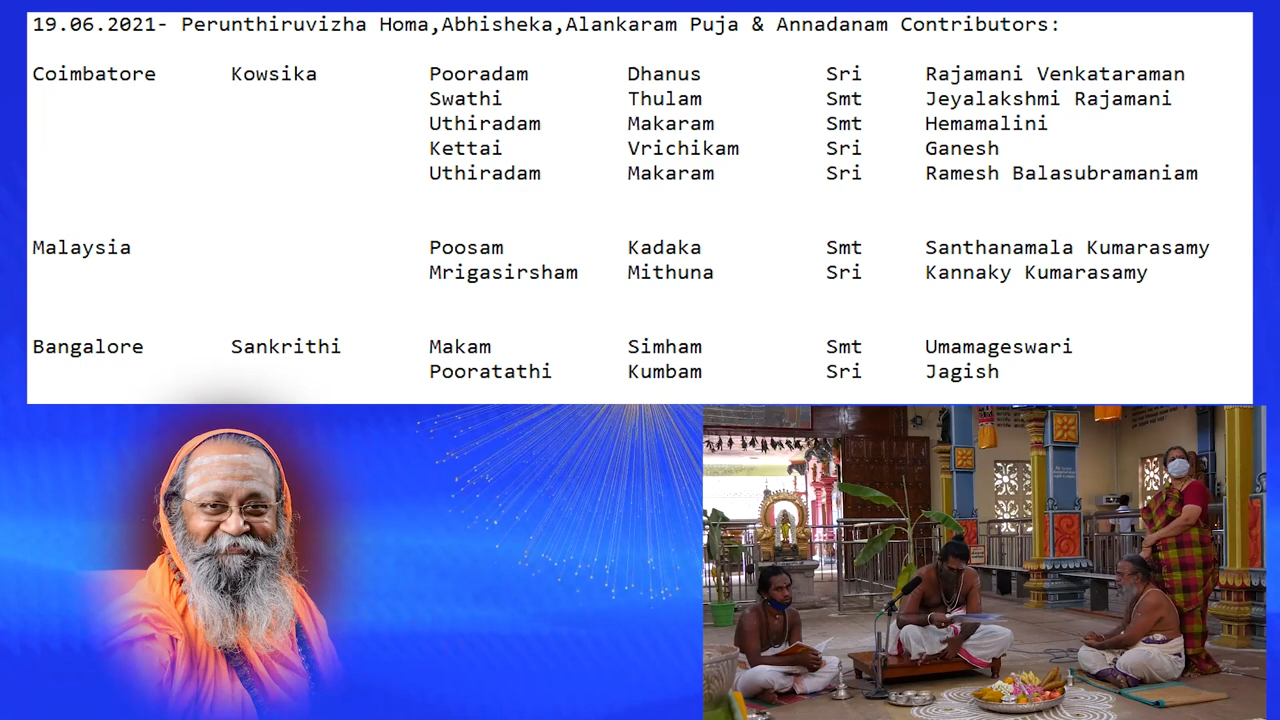 19.06.2021- Perunthiruvizha Homa,Abhisheka,Alankaram Puja & Annadanam Contributors:
Coimbatore Kowsika Pooradam Dhanus Sri Rajamani Venkataraman
Swathi Thulam Smt Jeyalakshmi Rajamani
Uthiradam Makaram Smt Hemamalini
Kettai Vrichikam Sri Ganesh
Uthiradam Makaram Sri Ramesh Balasubramaniam
Malaysia Poosam Kadaka Smt Santhanamala Kumarasamy
Mrigasirsham Mithuna Sri Kannaky Kumarasamy
Bangalore Sankrithi Makam Simham Smt Umamageswari
Pooratathi Kumbam Sri Jagish